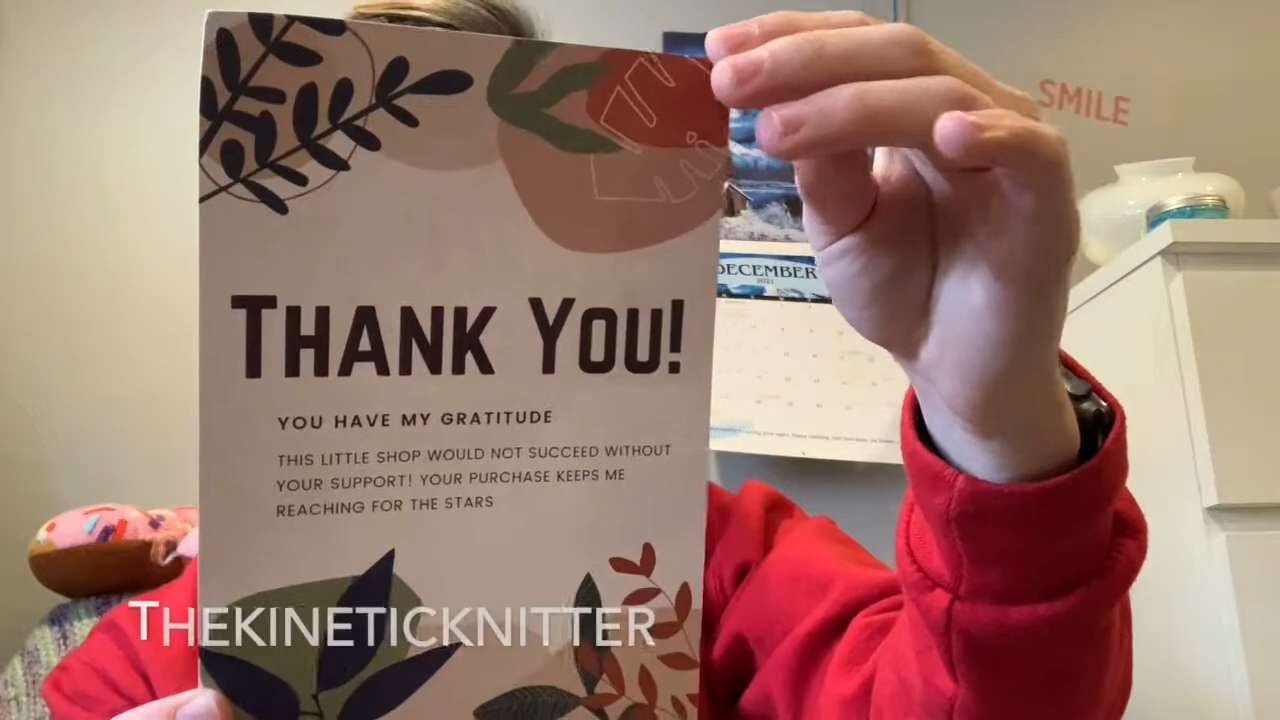 SMILE
DECEMBER
2021
THANK YOU!
YOU HAVE MY GRATITUDE
THIS LITTLE SHOP WOULD NOT SUCCEED WITHOUT
YOUR SUPPORT! YOUR PURCHASE KEEPS ME
REACHING FOR THE STARS
THEKINETICKNITTER